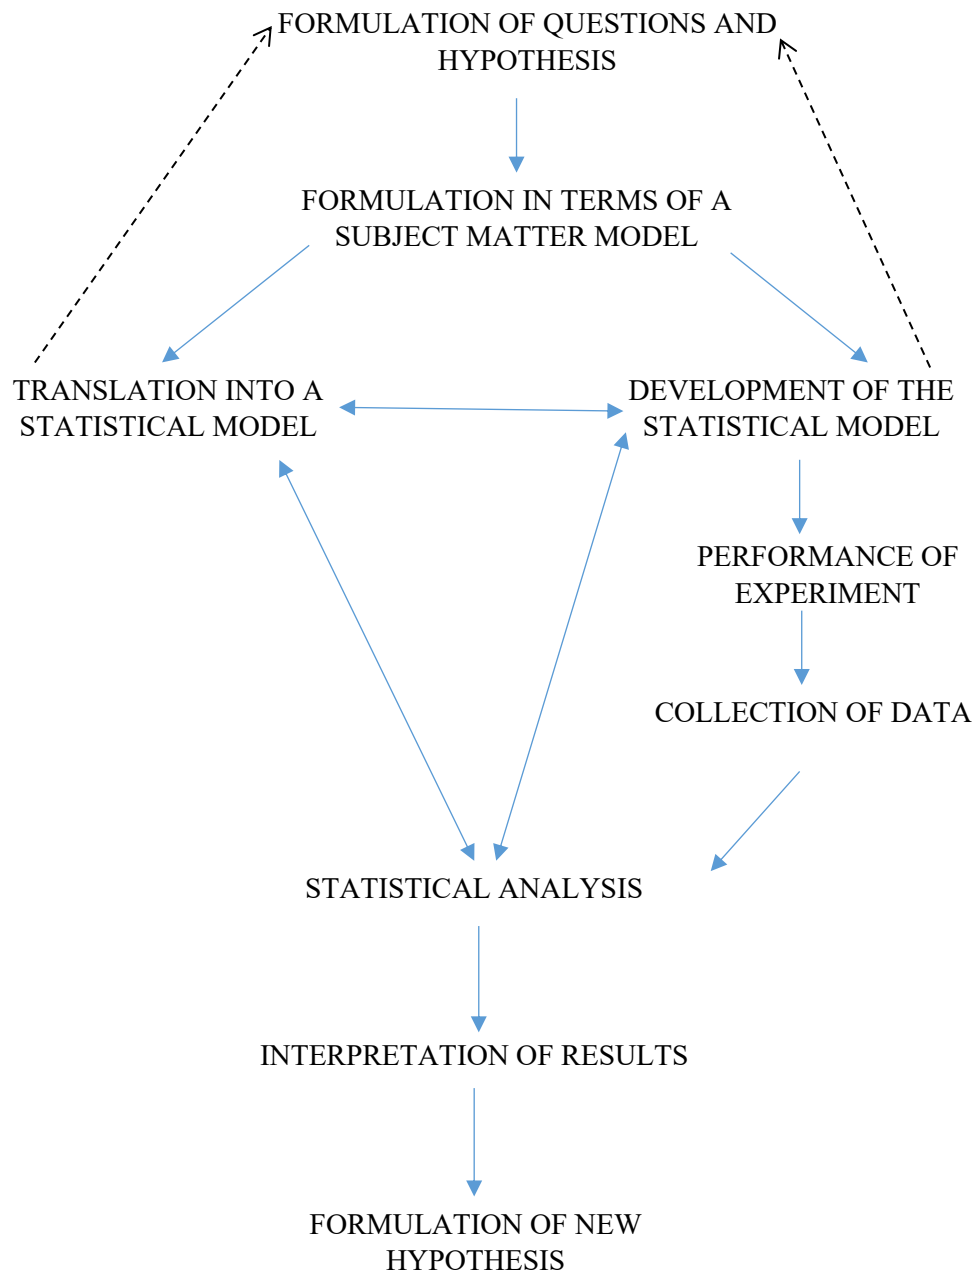 FORMULATION OF QUESTIONS AND
HYPOTHESIS
FORMULATION IN TERMS OF A
SUBJECT MATTER MODEL
TRANSLATION INTO A
STATISTICAL MODEL
DEVELOPMENT OF THE
STATISTICAL MODEL
PERFORMANCE OF
EXPERIMENT
COLLECTION OF DATA
STATISTICAL ANALYSIS
INTERPRETATION OF RESULTS
FORMULATION OF NEW
HYPOTHESIS